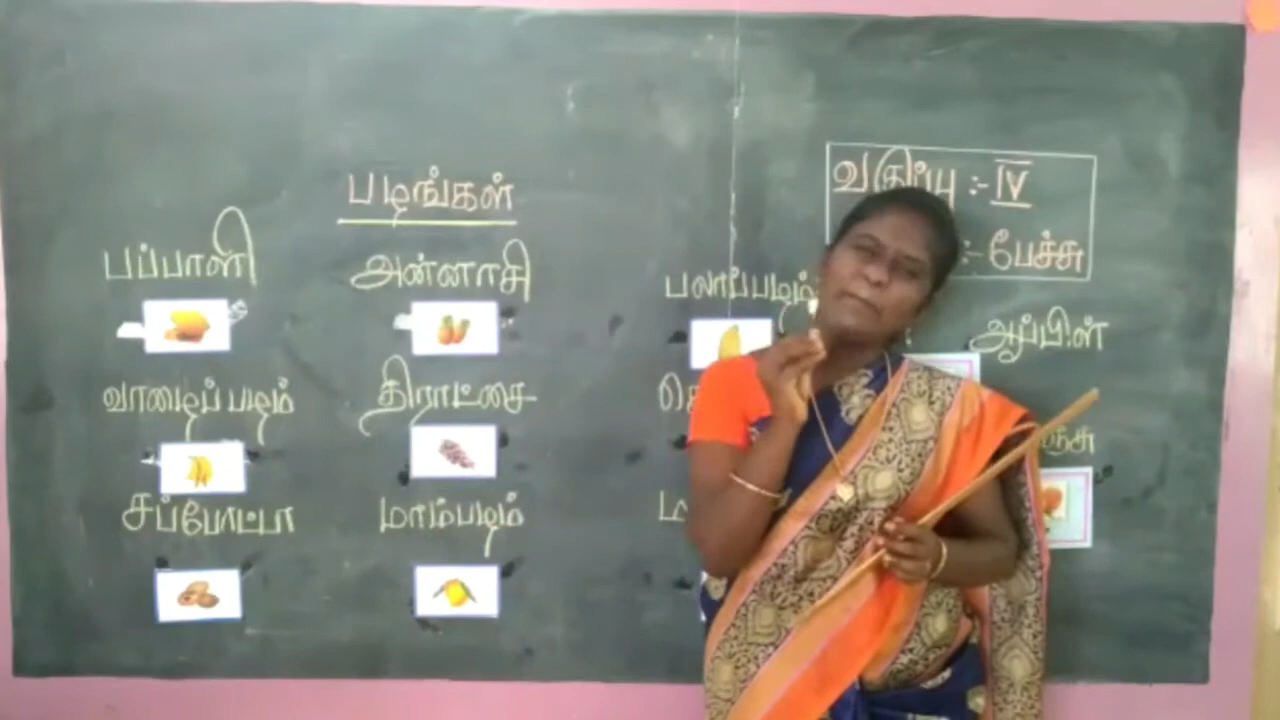 வகுப்பு :- IV
:- பேச்சு
பழங்கள்
பப்பாளி
அன்னாசி
பலாப்பழம்
ஆப்பிள்
வாழைப் பழம்
திராட்சை
சப்போட்டா
மாம்பழம்